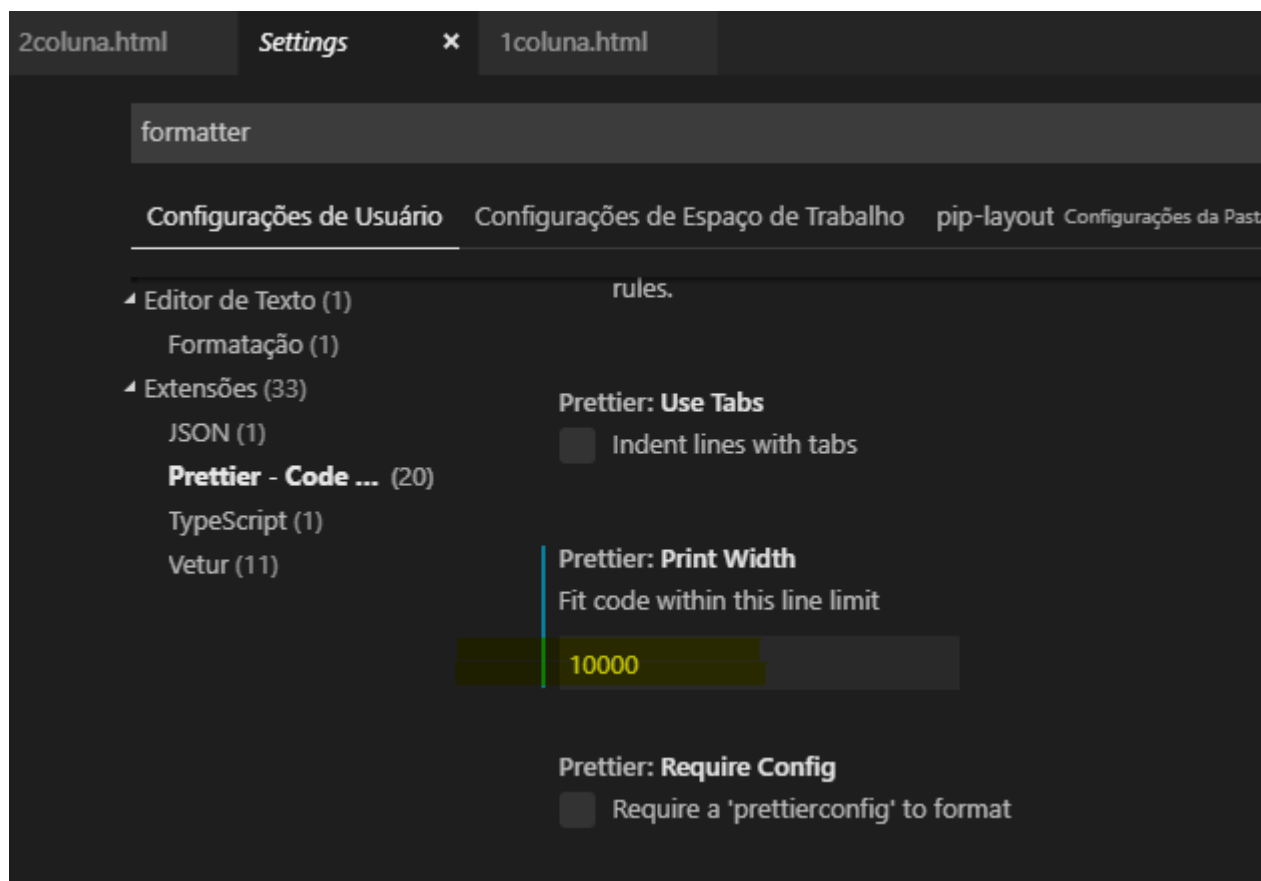 2coluna.html Settings × 1coluna.html
formatter
Configurações de Usuário Configurações de Espaço de Trabalho pip-layout Configurações da Past
Editor de Texto (1)
Formatação (1)
Extensões (33)
JSON (1)
Prettier - Code ... (20)
TypeScript (1)
Vetur (11)
rules.
Prettier: Use Tabs
Indent lines with tabs
Prettier: Print Width
Fit code within this line limit
10000
Prettier: Require Config
Require a 'prettierconfig' to format